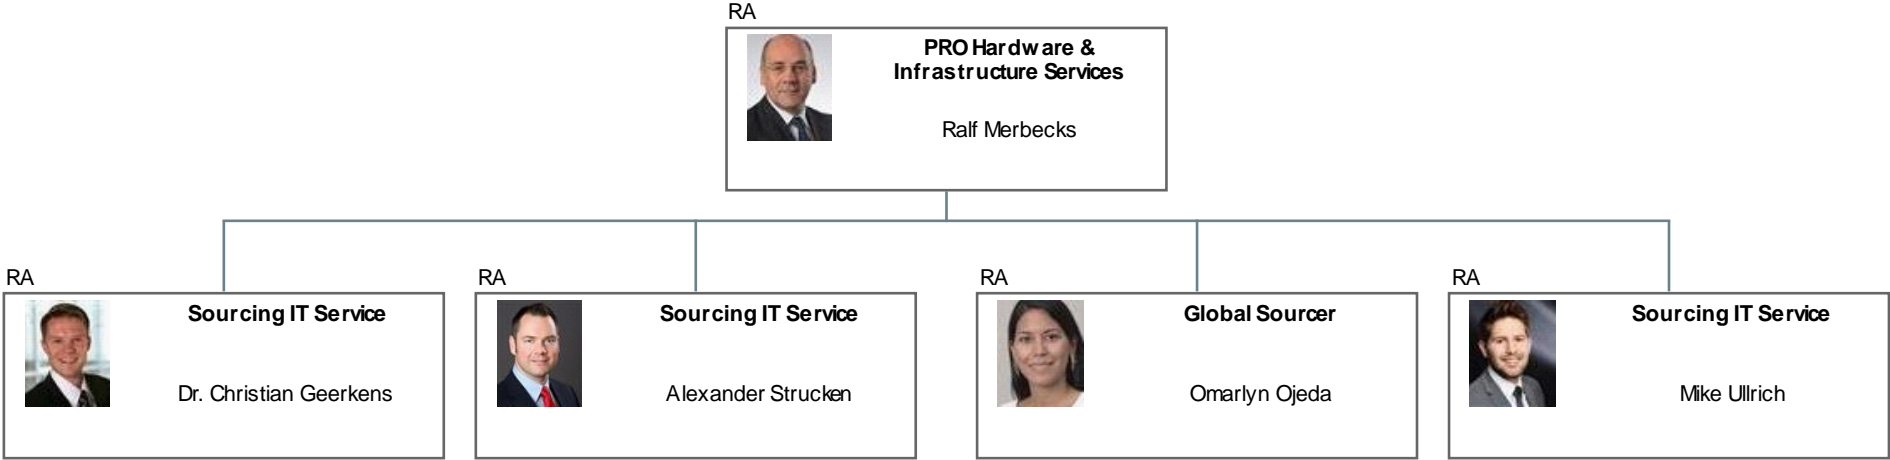 RA
PRO Hardware &
Infrastructure Services
Ralf Merbecks
RA
RA
RA
RA
Sourcing IT Service
Sourcing IT Service
Global Sourcer
Sourcing IT Service
Dr. Christian Geerkens
Alexander Strucken
Omarlyn Ojeda
Mike Ullrich